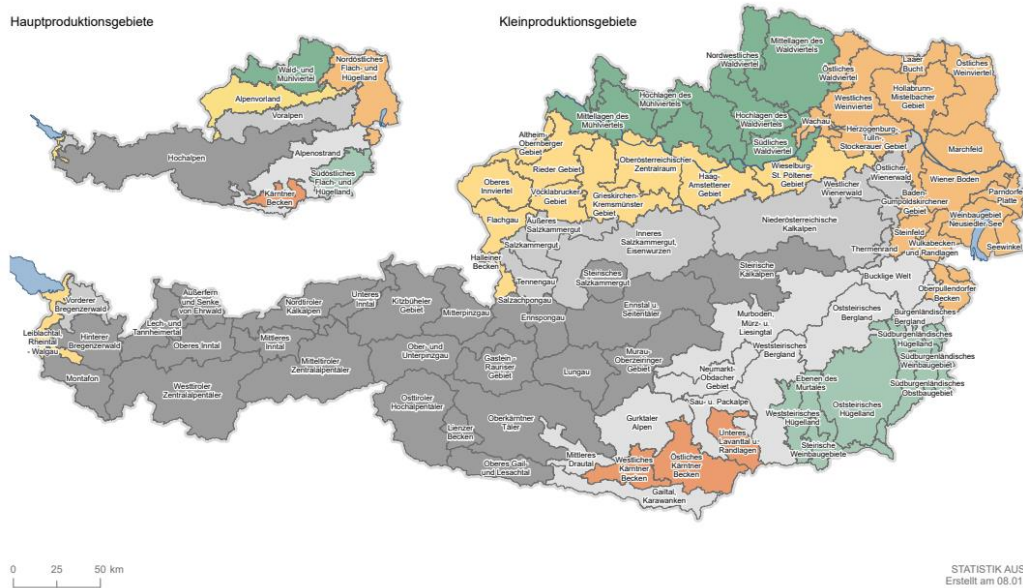 Hauptproduktionsgebiete
Kleinproduktionsgebiete
Wald- und
Mühlviertel
Nordöstliches
Flach- und
Hügelland
Alpenvorland
Voralpen
Hochalpen
Alpenostrand
Südöstliches
Flach- und
Hügelland
Kärntner
Becken
Nordwestliches
Waldviertel
Mittellagen des
Waldviertels
Hochlagen des
Mühlviertels
Mittellagen des
Mühlviertels
Hochlagen des
Waldviertels
Südliches
Waldviertel
Östliches
Waldviertel
Laaer
Bucht
Östliches
Weinviertel
Hollabrunn-
Mistelbacher
Gebiet
Westliches
Weinviertel
Wachau
Herzogenburg-
Tulln-
Stockerauer Gebiet
Marchfeld
Altheim-
Obernberger
Gebiet
Oberes
Innviertel
Rieder Gebiet
Oberösterreichischer
Zentralraum
Vöcklabrucker
Gebiet
Grieskirchen-
Kremsmünster
Gebiet
Haag-
Amstettener
Gebiet
Wieselburg-
St. Pöltener
Gebiet
Westlicher
Wienerwald
Östlicher
Wienerwald
Wiener Boden
Baden-
Gumpoldskirchener
Gebiet
Parndorfer
Platte
Weinbaugebiet
Neusiedler See
Seewinkel
Steinfeld
Wulkabecken
und Randlagen
Thermenrand
Flachgau
Äußeres
Salzkammergut
Salzkammergut
Inneres
Salzkammergut,
Eisenwurzen
Niederösterreichische
Kalkalpen
Halleiner
Becken
Tennengau
Salzachpongau
Steirisches
Salzkammergut
Steirische
Kalkalpen
Bucklige Welt
Oberpullendorfer
Becken
Vorderer
Bregenzerwald
Leiblachtal,
Rheintal
- Walgau
Hinterer
Bregenzerwald
Montafon
Lech- und
Tannheimertal
Außerfern
und Senke
von Ehrwald
Oberes Inntal
Nordtiroler
Kalkalpen
Mittleres
Inntal
Unteres
Inntal
Kitzbüheler
Gebiet
Mitterpinzgau
Ennspongau
Ennstal u.
Seitentäler
Westtiroler
Zentralalpentäler
Mitteltiroler
Zentralalpentäler
Ober- und
Unterpinzgau
Gastein -
Rauriser
Gebiet
Lungau
Murau-
Oberzeiringer
Gebiet
Murboden,
Mürz- u.
Liesingtal
Oststeirisches
Bergland
Burgenländisches
Bergland
Südburgenländisches
Hügelland
Südburgenländisches
Weinbaugebiet
Südburgenländisches
Obstbaugebiet
Weststeirisches
Bergland
Neumarkt-
Obdacher
Gebiet
Ebenen des
Murtales
Oststeirisches
Hügelland
Weststeirisches
Hügelland
Steirische
Weinbaugebiete
Osttiroler
Hochalpentäler
Lienzer
Becken
Oberkärntner
Täler
Oberes Gail-
und Lesachtal
Gurktaler
Alpen
Sau- u. Packalpe
Unteres
Lavanttal u.
Randlagen
Mittleres
Drautal
Westliches
Kärntner
Becken
Östliches
Kärntner
Becken
Gailtal,
Karawanken
0 25 50 km
STATISTIK AUS
Erstellt am 08.01